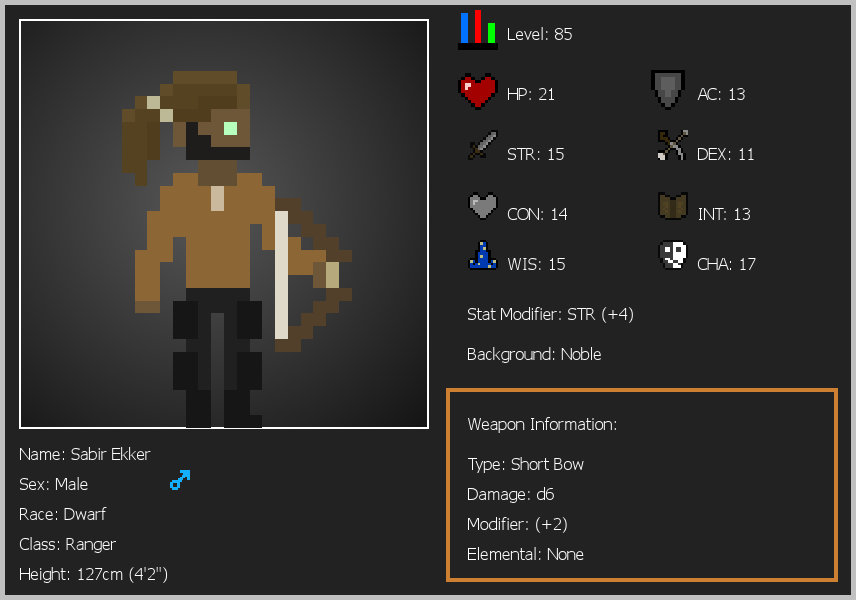 Level: 85
HP: 21
AC: 13
STR: 15
DEX: 11
CON: 14
INT: 13
WIS: 15
CHA: 17
Stat Modifier: STR (+4)
Background: Noble
Weapon Information:
Type: Short Bow
Damage: d6
Modifier: (+2)
Elemental: None
Name: Sabir Ekker
Sex: Male
Race: Dwarf
Class: Ranger
Height: 127cm (4'2")